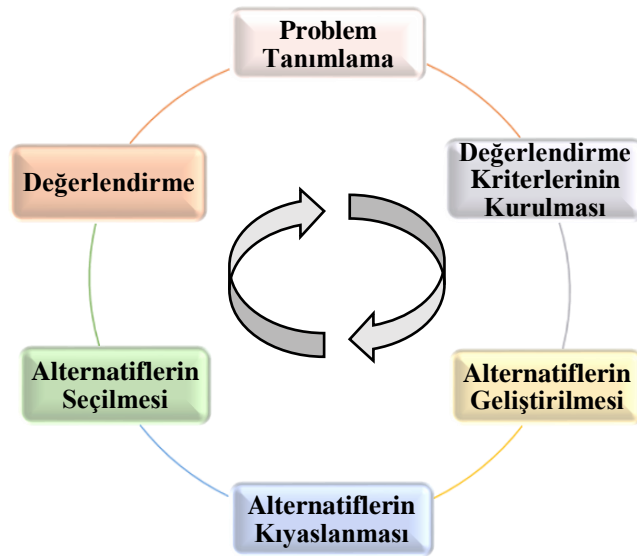 Problem
Tanımlama
Değerlendirme
Kriterlerinin
Kurulması
Alternatiflerin
Geliştirilmesi
Alternatiflerin
Kıyaslanması
Alternatiflerin
Seçilmesi
Değerlendirme